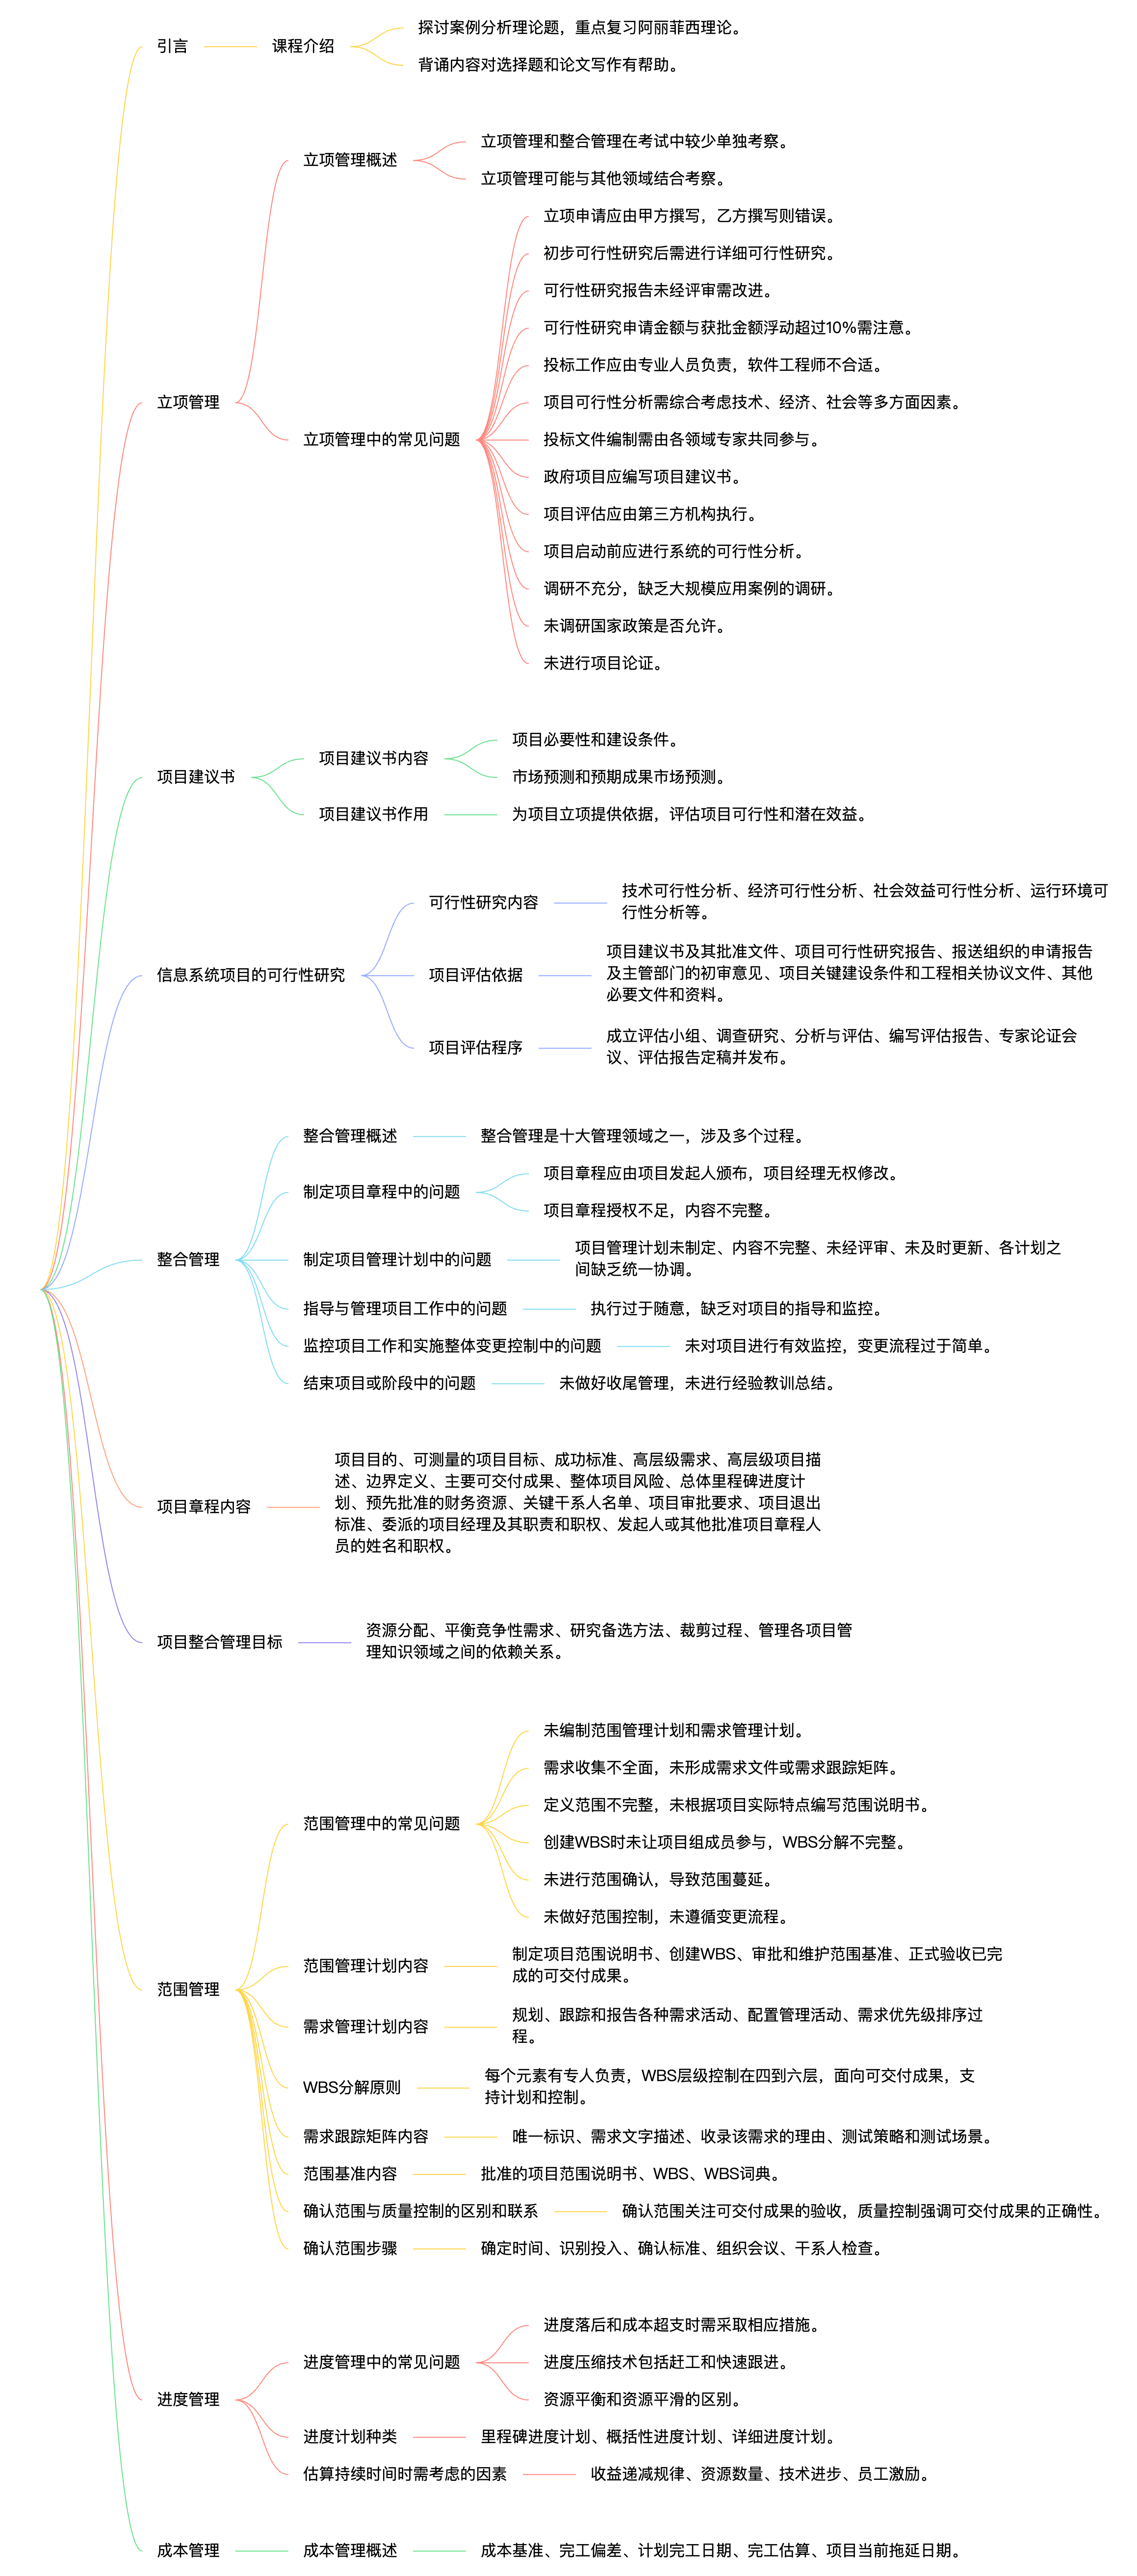 引言
课程介绍
探讨案例分析理论题，重点复习阿丽菲西理论。
背诵内容对选择题和论文写作有帮助。
立项管理
立项管理概述
立项管理和整合管理在考试中较少单独考察。
立项管理可能与其他领域结合考察。
立项管理中的常见问题
立项申请应由甲方撰写，乙方撰写则错误。
初步可行性研究后需进行详细可行性研究。
可行性研究报告未经评审需改进。
可行性研究申请金额与获批金额浮动超过10%需注意。
投标工作应由专业人员负责，软件工程师不合适。
项目可行性分析需综合考虑技术、经济、社会等多方面因素。
投标文件编制需由各领域专家共同参与。
政府项目应编写项目建议书。
项目评估应由第三方机构执行。
项目启动前应进行系统的可行性分析。
调研不充分，缺乏大规模应用案例的调研。
未调研国家政策是否允许。
未进行项目论证。
项目建议书
项目建议书内容
项目必要性和建设条件。
市场预测和预期成果市场预测。
项目建议书作用
为项目立项提供依据，评估项目可行性和潜在效益。
信息系统项目的可行性研究
可行性研究内容
技术可行性分析、经济可行性分析、社会效益可行性分析、运行环境可
行性分析等。
项目评估依据
项目建议书及其批准文件、项目可行性研究报告、报送组织的申请报告
及主管部门的初审意见、项目关键建设条件和工程相关协议文件、其他
必要文件和资料。
项目评估程序
成立评估小组、调查研究、分析与评估、编写评估报告、专家论证会
议、评估报告定稿并发布。
整合管理
整合管理概述
整合管理是十大管理领域之一，涉及多个过程。
制定项目章程中的问题
项目章程应由项目发起人颁布，项目经理无权修改。
项目章程授权不足，内容不完整。
制定项目管理计划中的问题
项目管理计划未制定、内容不完整、未经评审、未及时更新、各计划之
间缺乏统一协调。
指导与管理项目工作中的问题
执行过于随意，缺乏对项目的指导和监控。
监控项目工作和实施整体变更控制中的问题
未对项目进行有效监控，变更流程过于简单。
结束项目或阶段中的问题
未做好收尾管理，未进行经验教训总结。
项目章程内容
项目目的、可测量的项目目标、成功标准、高层级需求、高层级项目描
述、边界定义、主要可交付成果、整体项目风险、总体里程碑进度计
划、预先批准的财务资源、关键干系人名单、项目审批要求、项目退出
标准、委派的项目经理及其职责和职权、发起人或其他批准项目章程人
员的姓名和职权。
项目整合管理目标
资源分配、平衡竞争性需求、研究备选方法、裁剪过程、管理各项目管
理知识领域之间的依赖关系。
范围管理
范围管理中的常见问题
未编制范围管理计划和需求管理计划。
需求收集不全面，未形成需求文件或需求跟踪矩阵。
定义范围不完整，未根据项目实际特点编写范围说明书。
创建WBS时未让项目组成员参与，WBS分解不完整。
未进行范围确认，导致范围蔓延。
未做好范围控制，未遵循变更流程。
范围管理计划内容
制定项目范围说明书、创建WBS、审批和维护范围基准、正式验收已完
成的可交付成果。
需求管理计划内容
规划、跟踪和报告各种需求活动、配置管理活动、需求优先级排序过
程。
WBS分解原则
每个元素有专人负责，WBS层级控制在四到六层，面向可交付成果，支
持计划和控制。
需求跟踪矩阵内容
唯一标识、需求文字描述、收录该需求的理由、测试策略和测试场景。
范围基准内容
批准的项目范围说明书、WBS、WBS词典。
确认范围与质量控制的区别和联系
确认范围关注可交付成果的验收，质量控制强调可交付成果的正确性。
确认范围步骤
确定时间、识别投入、确认标准、组织会议、干系人检查。
进度管理
进度管理中的常见问题
进度落后和成本超支时需采取相应措施。
进度压缩技术包括赶工和快速跟进。
资源平衡和资源平滑的区别。
进度计划种类
里程碑进度计划、概括性进度计划、详细进度计划。
估算持续时间时需考虑的因素
收益递减规律、资源数量、技术进步、员工激励。
成本管理
成本管理概述
成本基准、完工偏差、计划完工日期、完工估算、项目当前拖延日期。